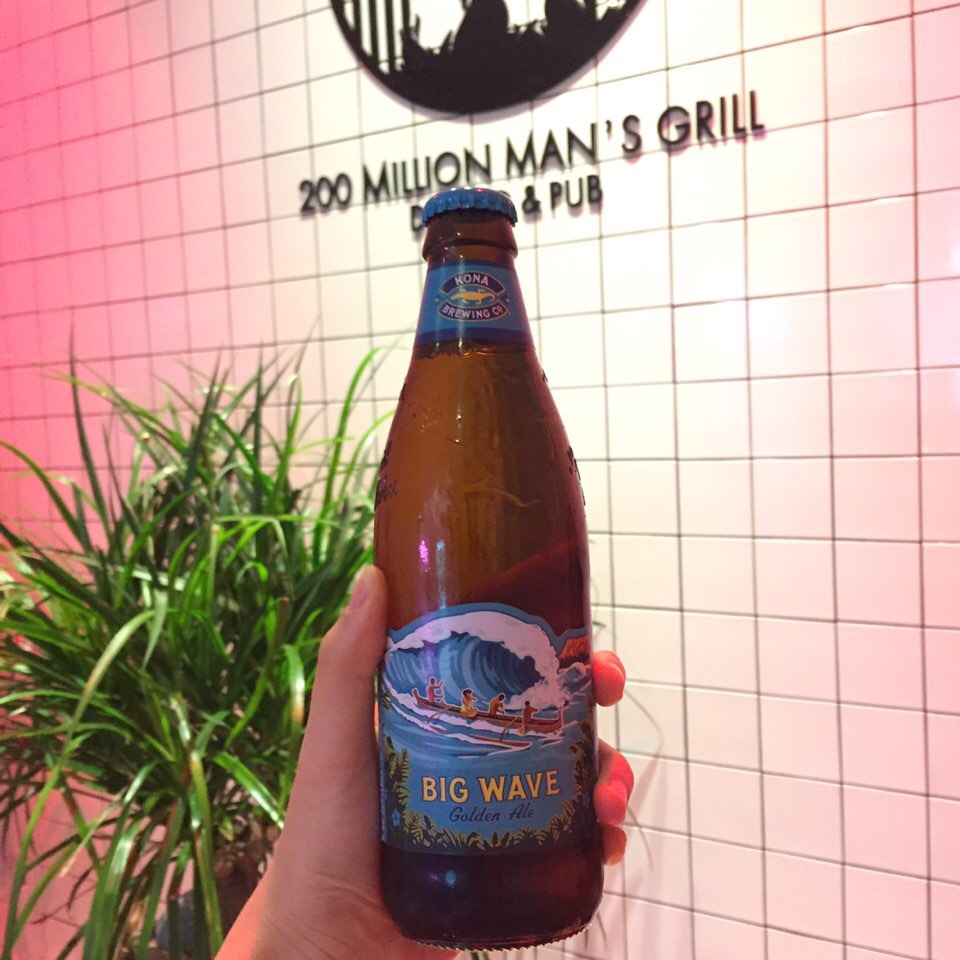 200 MILLION MAN'S GRILL
& PUB
KONA
BREWING CO
BIG WAVE
Golden Ale